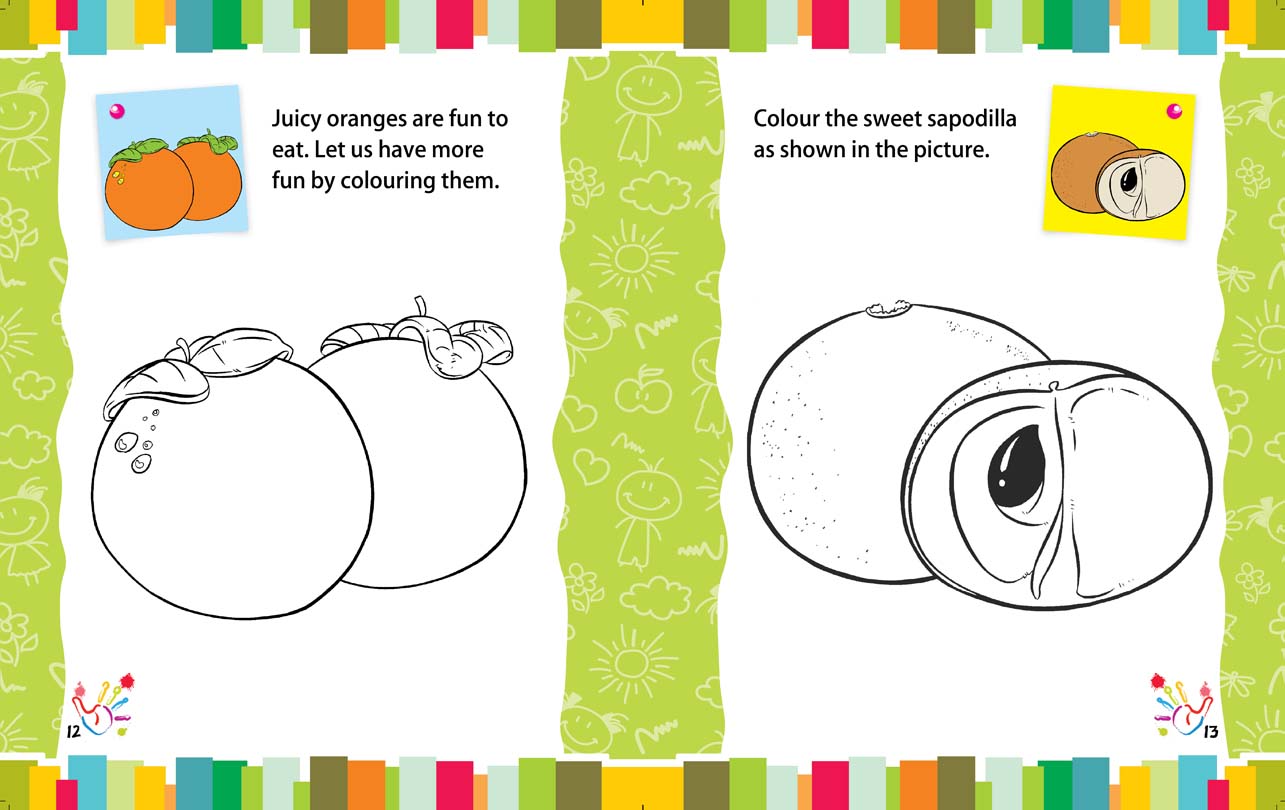 Juicy oranges are fun to
eat. Let us have more
fun by colouring them.
12
Colour the sweet sapodilla
as shown in the picture.
13